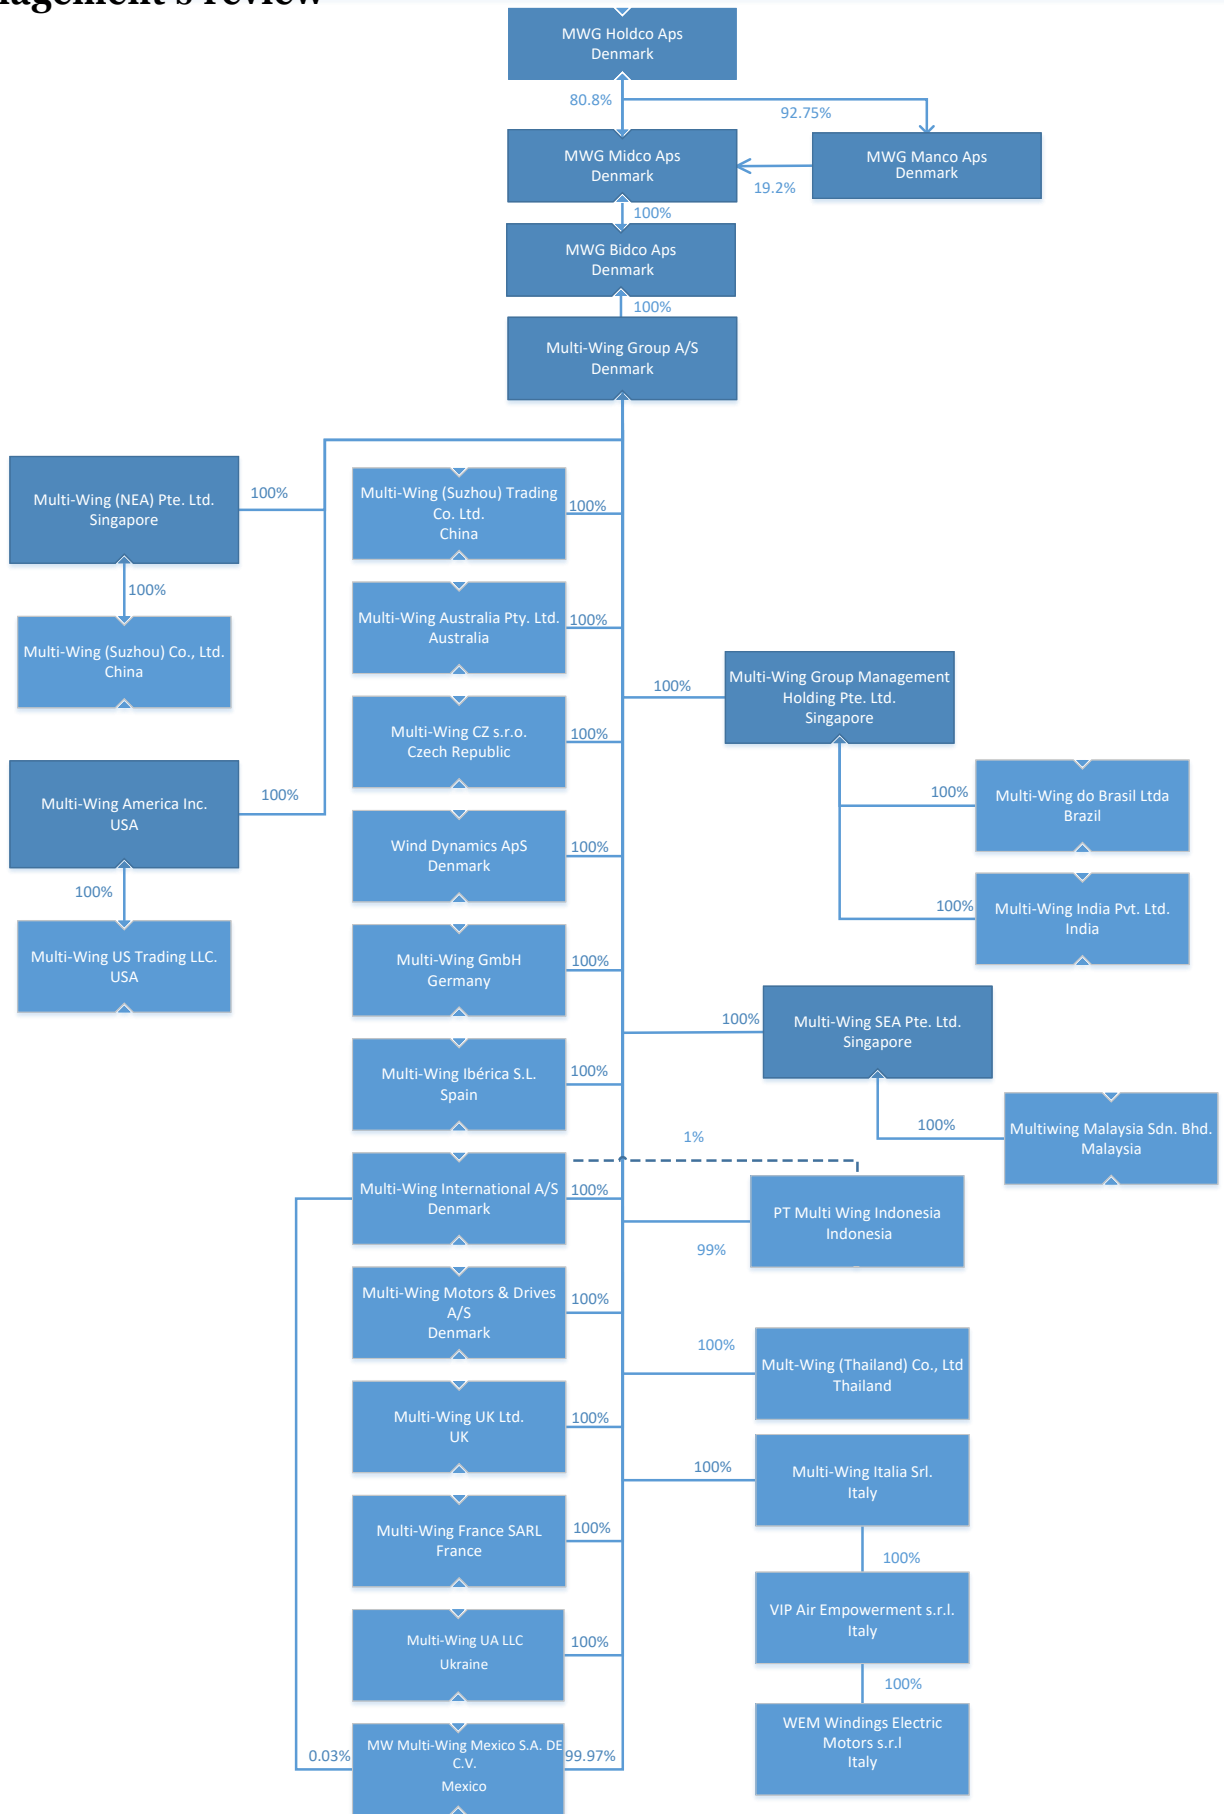 nagement's review
MWG Holdco Aps
Denmark
80.8%
92.75%
MWG Midco Aps
Denmark
MWG Manco Aps
Denmark
19.2%
100%
MWG Bidco Aps
Denmark
100%
Multi-Wing Group A/S
Denmark
Multi-Wing (NEA) Pte. Ltd.
Singapore
100%
100%
Multi-Wing (Suzhou) Co., Ltd.
China
Multi-Wing America Inc.
USA
100%
100%
Multi-Wing US Trading LLC.
USA
Multi-Wing (Suzhou) Trading
Co. Ltd.
China
100%
Multi-Wing Australia Pty. Ltd.
Australia
100%
Multi-Wing CZ s.r.o.
Czech Republic
100%
Wind Dynamics ApS
Denmark
100%
Multi-Wing GmbH
Germany
100%
Multi-Wing Ibérica S.L.
Spain
100%
Multi-Wing International A/S
Denmark
100%
Multi-Wing Motors & Drives
A/S
Denmark
100%
Multi-Wing UK Ltd.
UK
100%
Multi-Wing France SARL
France
100%
Multi-Wing UA LLC
Ukraine
100%
0.03%
MW Multi-Wing Mexico S.A. DE
C.V.
Mexico
99.97%
100%
Multi-Wing Group Management
Holding Pte. Ltd.
Singapore
100%
Multi-Wing do Brasil Ltda
Brazil
100%
Multi-Wing India Pvt. Ltd.
India
100%
Multi-Wing SEA Pte. Ltd.
Singapore
100%
Multiwing Malaysia Sdn. Bhd.
Malaysia
1%
PT Multi Wing Indonesia
Indonesia
99%
100%
Mult-Wing (Thailand) Co., Ltd
Thailand
100%
Multi-Wing Italia Srl.
Italy
100%
VIP Air Empowerment s.r.l.
Italy
100%
WEM Windings Electric
Motors s.r.l
Italy